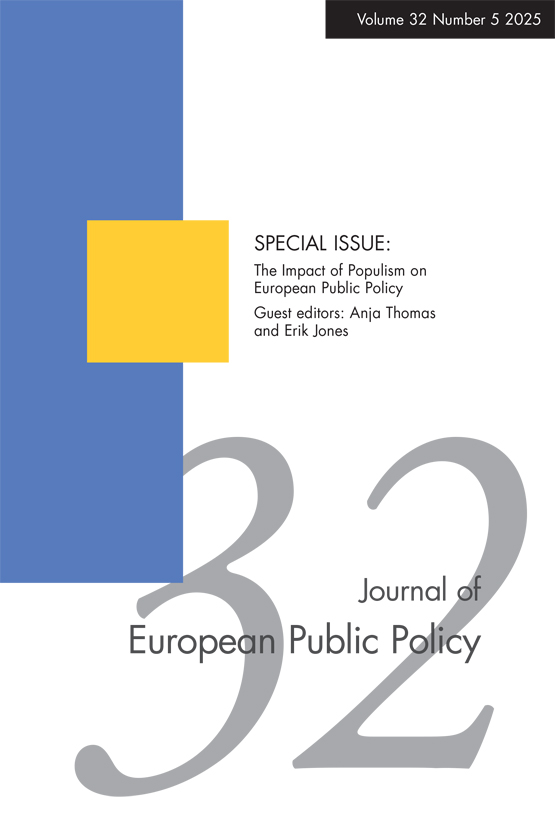 Volume 32 Number 5 2025
SPECIAL ISSUE:
The Impact of Populism on
European Public Policy
Guest editors: Anja Thomas
and Erik Jones
32
Journal of
European Public Policy